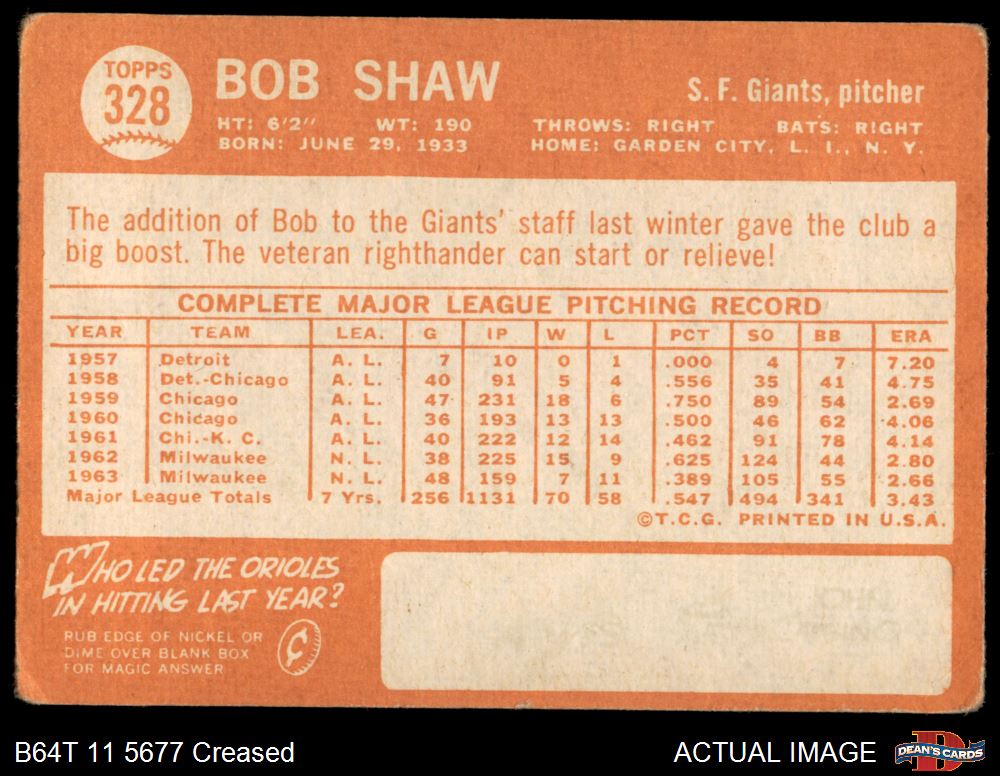 TOPPS
328
BOB SHAW
S. F. Giants, pitcher
HT: 6'2" WT: 190 THROWS: RIGHT BATS: RIGHT
BORN: JUNE 29, 1933 HOME: GARDEN CITY, L. I., N. Y.
The addition of Bob to the Giants' staff last winter gave the club a
big boost. The veteran righthander can start or relieve!
COMPLETE MAJOR LEAGUE PITCHING RECORD
YEAR TEAM LEA. G IP W L PCT SO BB ERA
1957 Detroit A. L. 7 10 0 1 .000 4 7 7.20
1958 Det.-Chicago A. L. 40 91 5 4 .556 35 41 4.75
1959 Chicago A. L. 47 231 18 6 .750 89 54 2.69
1960 Chicago A. L. 36 193 13 13 .500 46 62 4.06
1961 Chi.-K. C. A. L. 40 222 12 14 .462 91 78 4.14
1962 Milwaukee N. L. 38 225 15 9 .625 124 44 2.80
1963 Milwaukee N. L. 48 159 7 11 .389 105 55 2.66
Major League Totals 7 Yrs. 256 1131 70 58 .547 494 341 3.43
©T.C.G. PRINTED IN U.S.A.
WHO LED THE ORIOLES
IN HITTING LAST YEAR?
RUB EDGE OF NICKEL OR
DIME OVER BLANK BOX
FOR MAGIC ANSWER
¢
B64T 11 5677 Creased
ACTUAL IMAGE
DEAN'S CARDS